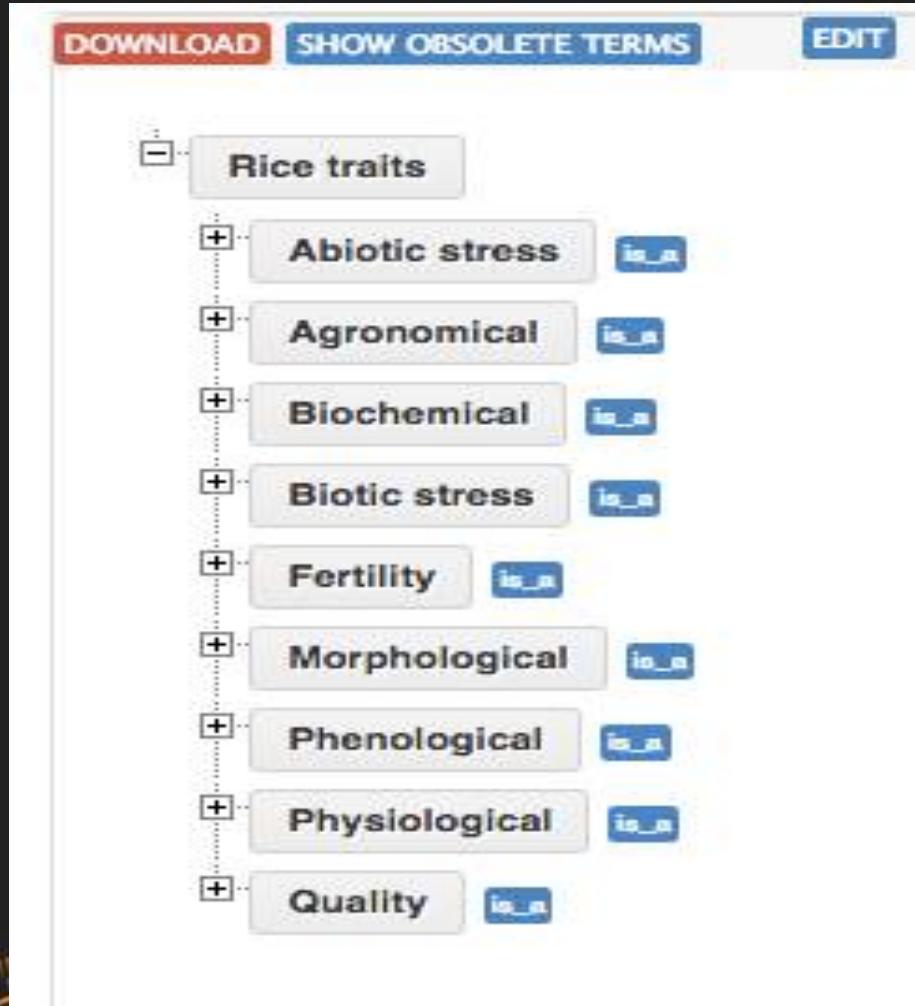 DOWNLOAD SHOW OBSOLETE TERMS EDIT
Rice traits
Abiotic stress is_a
Agronomical is_a
Biochemical is_a
Biotic stress is_a
Fertility is_a
Morphological is_a
Phenological is_a
Physiological is_a
Quality is_a